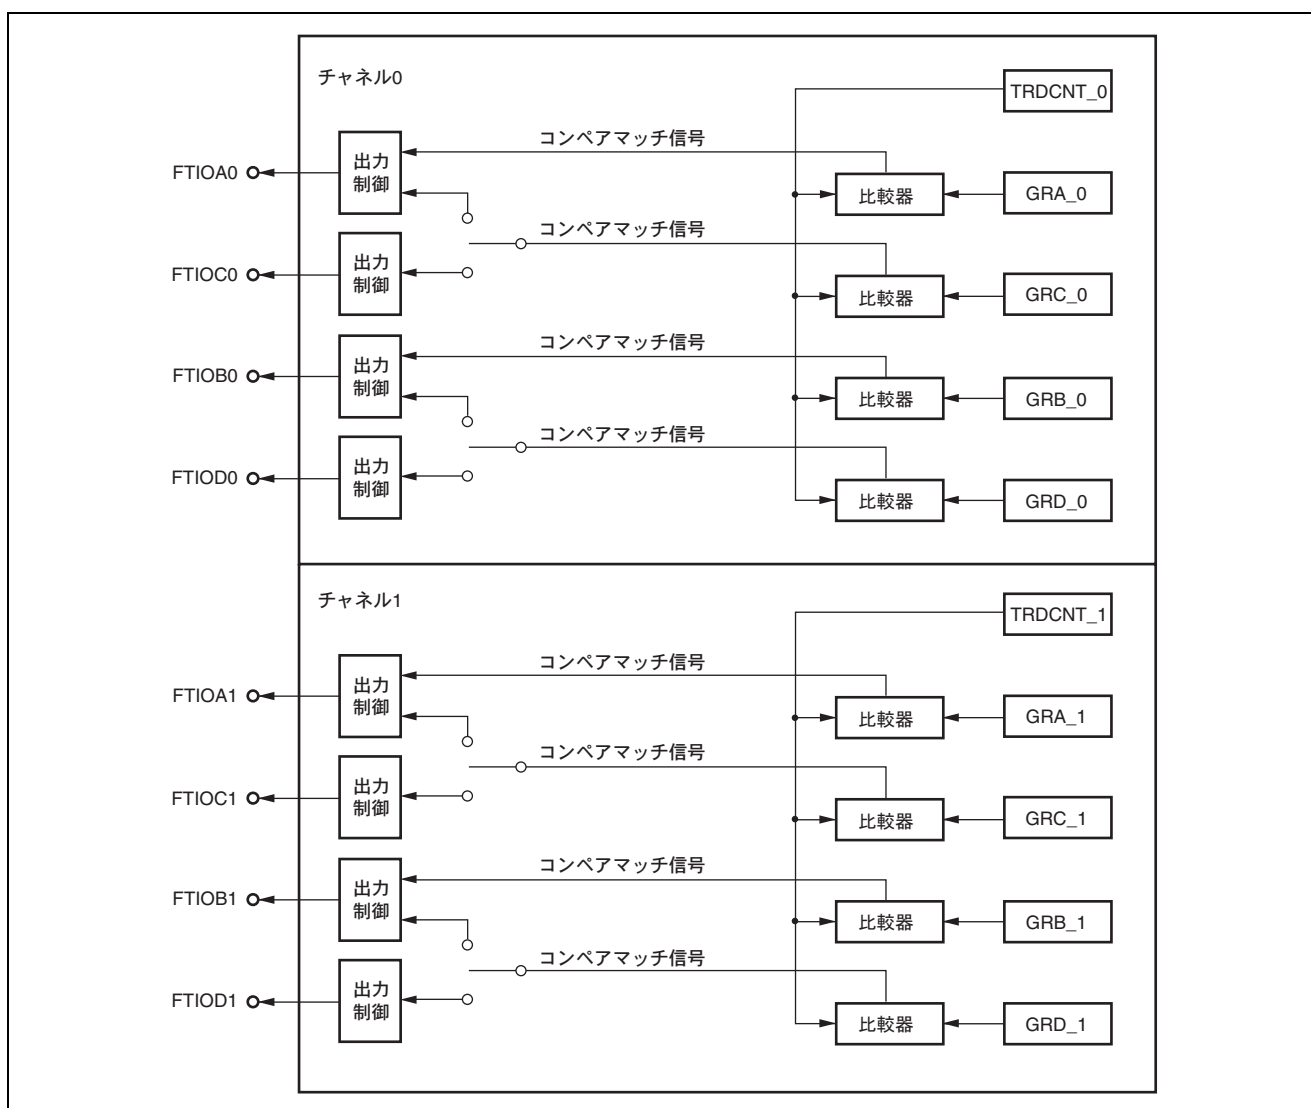 チャネル0
TRDCNT_0
コンペアマッチ信号
FTIOA0
出力
制御
比較器
GRA_0
コンペアマッチ信号
FTIOC0
出力
制御
比較器
GRC_0
コンペアマッチ信号
FTIOB0
出力
制御
比較器
GRB_0
コンペアマッチ信号
FTIOD0
出力
制御
比較器
GRD_0
チャネル1
TRDCNT_1
コンペアマッチ信号
FTIOA1
出力
制御
比較器
GRA_1
コンペアマッチ信号
FTIOC1
出力
制御
比較器
GRC_1
コンペアマッチ信号
FTIOB1
出力
制御
比較器
GRB_1
コンペアマッチ信号
FTIOD1
出力
制御
比較器
GRD_1